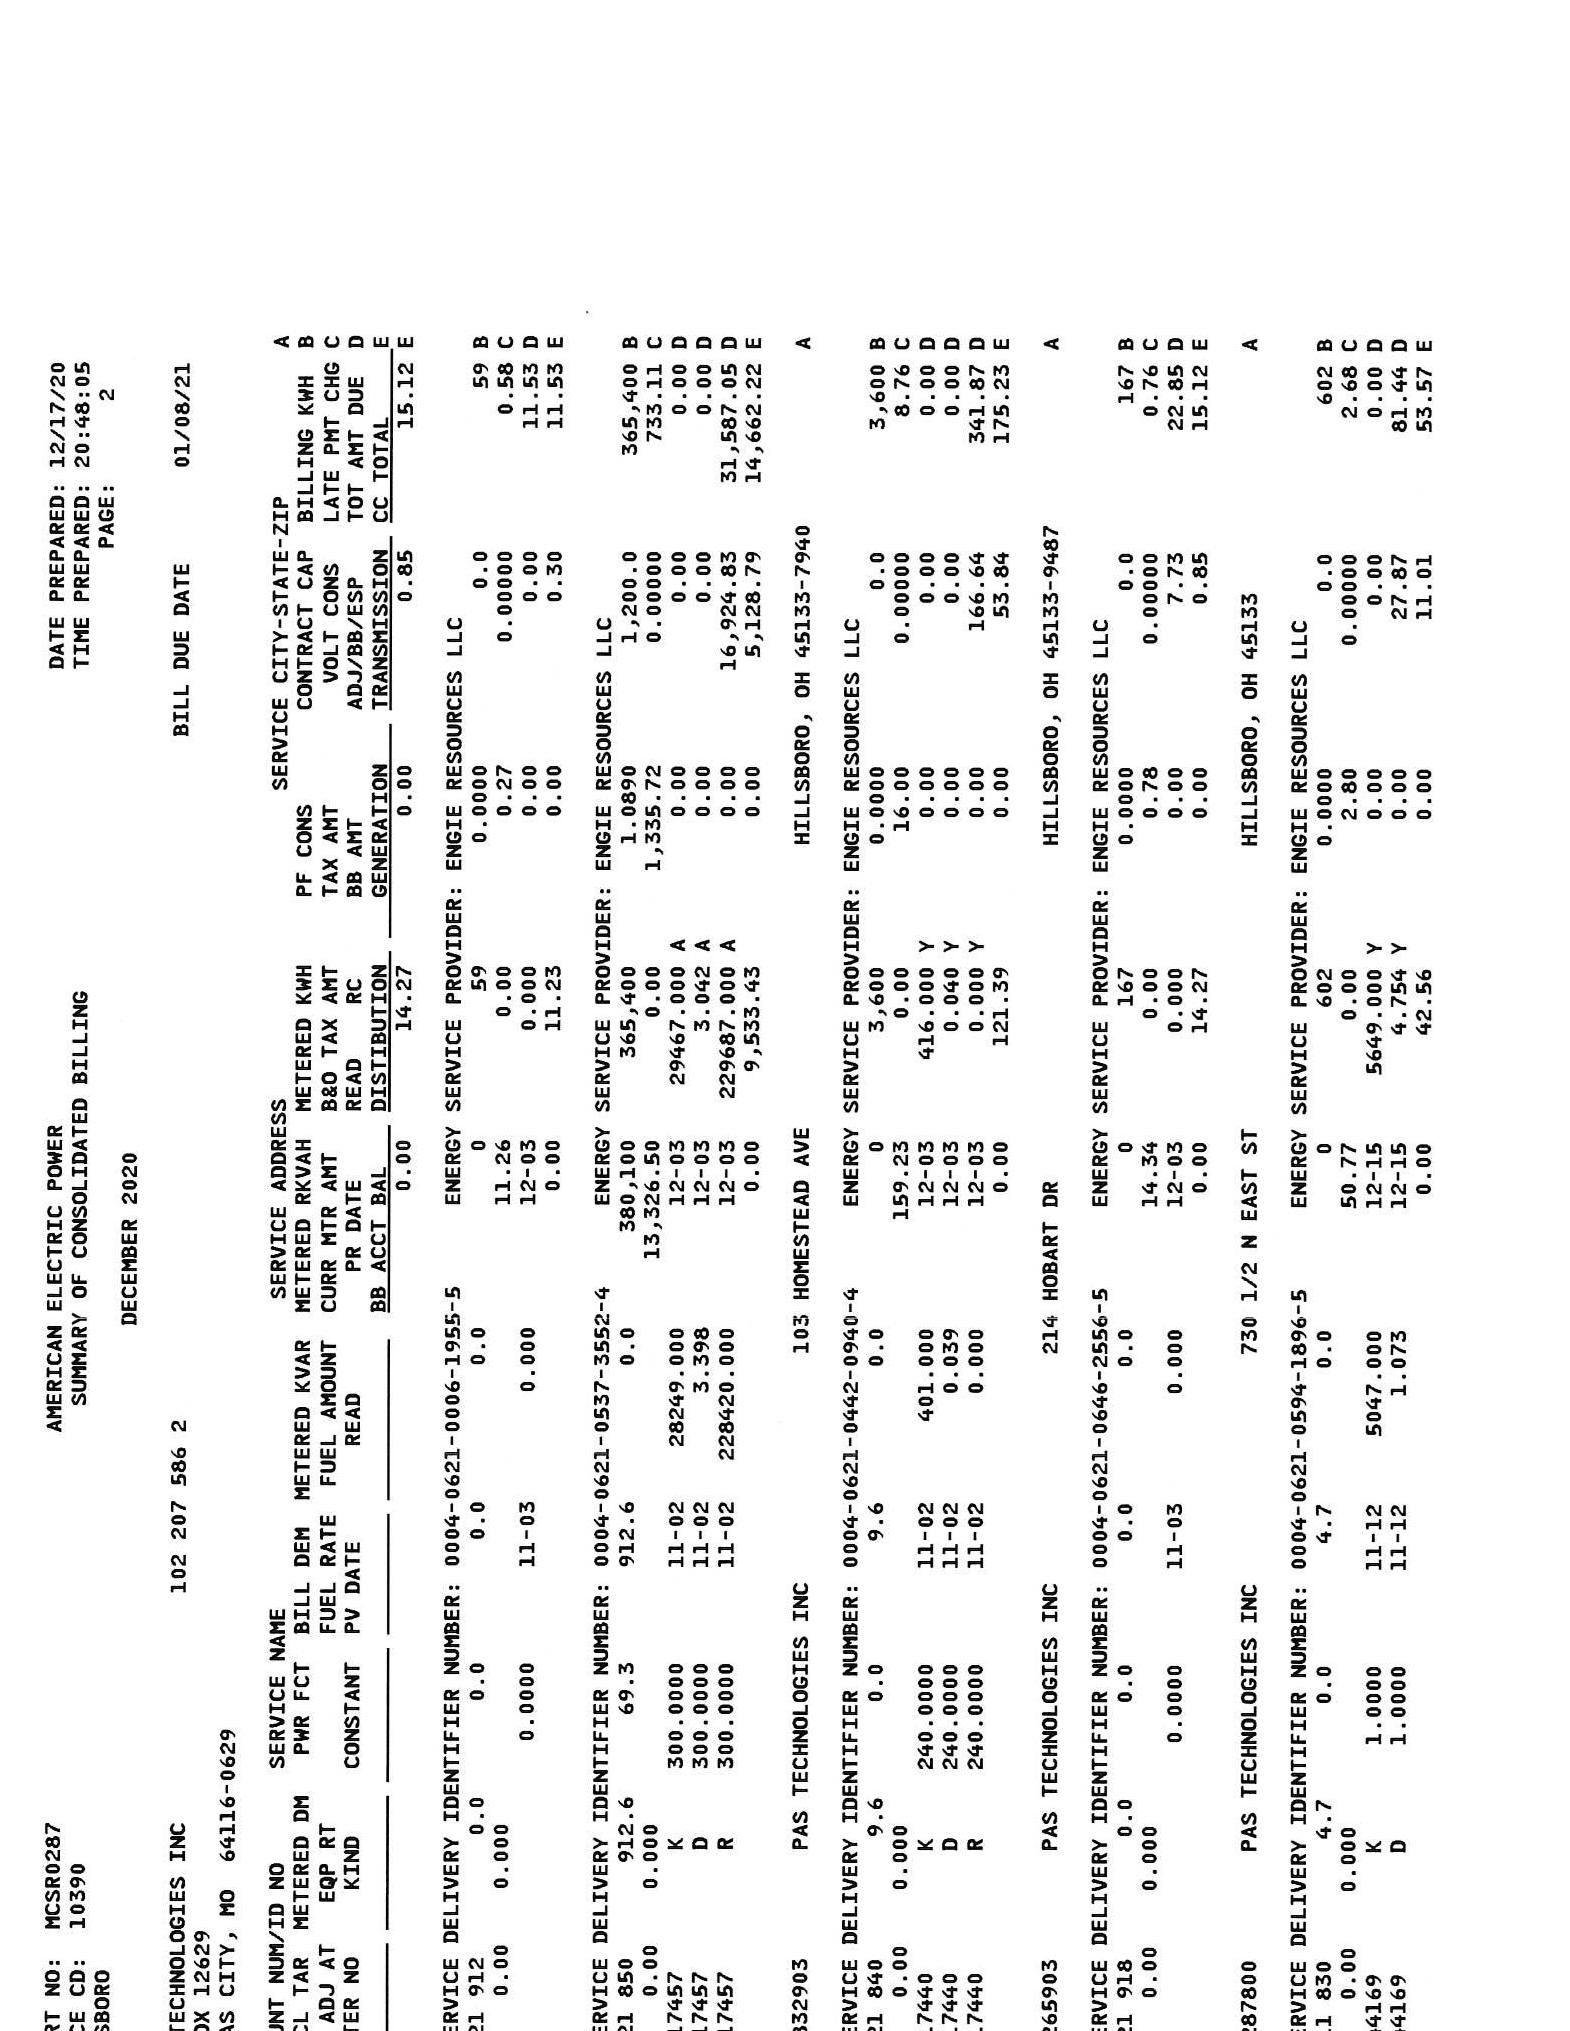 RT NO: MCSR0287 AMERICAN ELECTRIC POWER DATE PREPARED: 12/17/20
CE CD: 10390 SUMMARY OF CONSOLIDATED BILLING TIME PREPARED: 20:48:05
SBORO PAGE: 2
DECEMBER 2020
TECHNOLOGIES INC 102 207 586 2 BILL DUE DATE 01/08/21
OX 12629
AS CITY, MO 64116-0629
UNT NUM/ID NO SERVICE NAME SERVICE ADDRESS SERVICE CITY-STATE-ZIP A
CL TAR METERED DM PWR FCT BILL DEM METERED KVAR METERED RKVAH METERED KWH PF CONS CONTRACT CAP BILLING KWH B
ADJ AT EQP RT FUEL RATE FUEL AMOUNT CURR MTR AMT B&O TAX AMT TAX AMT VOLT CONS LATE PMT CHG C
TER NO KIND CONSTANT PV DATE READ PR DATE READ RC BB AMT ADJ/BB/ESP TOT AMT DUE D
BB ACCT BAL DISTIBUTION GENERATION TRANSMISSION CC TOTAL E
0.00 14.27 0.00 0.85 15.12 E
ERVICE DELIVERY IDENTIFIER NUMBER: 0004-0621-0006-1955-5 ENERGY SERVICE PROVIDER: ENGIE RESOURCES LLC
21 912 0.0 0.0 0.0 0.0 0 59 0.0000 0.0 59 B
0.00 0.000 11.26 0.00 0.27 0.00000 0.58 C
0.0000 11-03 0.000 12-03 0.000 0.00 0.00 11.53 D
0.00 11.23 0.00 0.30 11.53 E
ERVICE DELIVERY IDENTIFIER NUMBER: 0004-0621-0537-3552-4 ENERGY SERVICE PROVIDER: ENGIE RESOURCES LLC
21 850 912.6 69.3 912.6 0.0 380,100 365,400 1.0890 1,200.0 365,400 B
0.00 0.000 13,326.50 0.00 1,335.72 0.00000 733.11 C
17457 K 300.0000 11-02 28249.000 12-03 29467.000 A 0.00 0.00 0.00 D
17457 D 300.0000 11-02 3.398 12-03 3.042 A 0.00 0.00 0.00 D
17457 R 300.0000 11-02 228420.000 12-03 229687.000 A 0.00 16,924.83 31,587.05 D
0.00 9,533.43 0.00 5,128.79 14,662.22 E
332903 PAS TECHNOLOGIES INC 103 HOMESTEAD AVE HILLSBORO, OH 45133-7940 A
ERVICE DELIVERY IDENTIFIER NUMBER: 0004-0621-0442-0940-4 ENERGY SERVICE PROVIDER: ENGIE RESOURCES LLC
21 840 9.6 0.0 9.6 0.0 0 3,600 0.0000 0.0 3,600 B
0.00 0.000 159.23 0.00 16.00 0.00000 8.76 C
17440 K 240.0000 11-02 401.000 12-03 416.000 Y 0.00 0.00 0.00 D
17440 D 240.0000 11-02 0.039 12-03 0.040 Y 0.00 0.00 0.00 D
17440 R 240.0000 11-02 0.000 12-03 0.000 Y 0.00 166.64 341.87 D
0.00 121.39 0.00 53.84 175.23 E
265903 PAS TECHNOLOGIES INC 214 HOBART DR HILLSBORO, OH 45133-9487 A
ERVICE DELIVERY IDENTIFIER NUMBER: 0004-0621-0646-2556-5 ENERGY SERVICE PROVIDER: ENGIE RESOURCES LLC
21 918 0.0 0.0 0.0 0.0 0 167 0.0000 0.0 167 B
0.00 0.000 14.34 0.00 0.78 0.00000 0.76 C
0.0000 11-03 0.000 12-03 0.000 0.00 7.73 22.85 D
0.00 14.27 0.00 0.85 15.12 E
287800 PAS TECHNOLOGIES INC 730 1/2 N EAST ST HILLSBORO, OH 45133 A
ERVICE DELIVERY IDENTIFIER NUMBER: 0004-0621-0594-1896-5 ENERGY SERVICE PROVIDER: ENGIE RESOURCES LLC
11 830 4.7 0.0 4.7 0.0 0 602 0.0000 0.0 602 B
0.00 0.000 50.77 0.00 2.80 0.00000 2.68 C
04169 K 1.0000 11-12 5047.000 12-15 5649.000 Y 0.00 0.00 0.00 D
04169 D 1.0000 11-12 1.073 12-15 4.754 Y 0.00 27.87 81.44 D
0.00 42.56 0.00 11.01 53.57 E